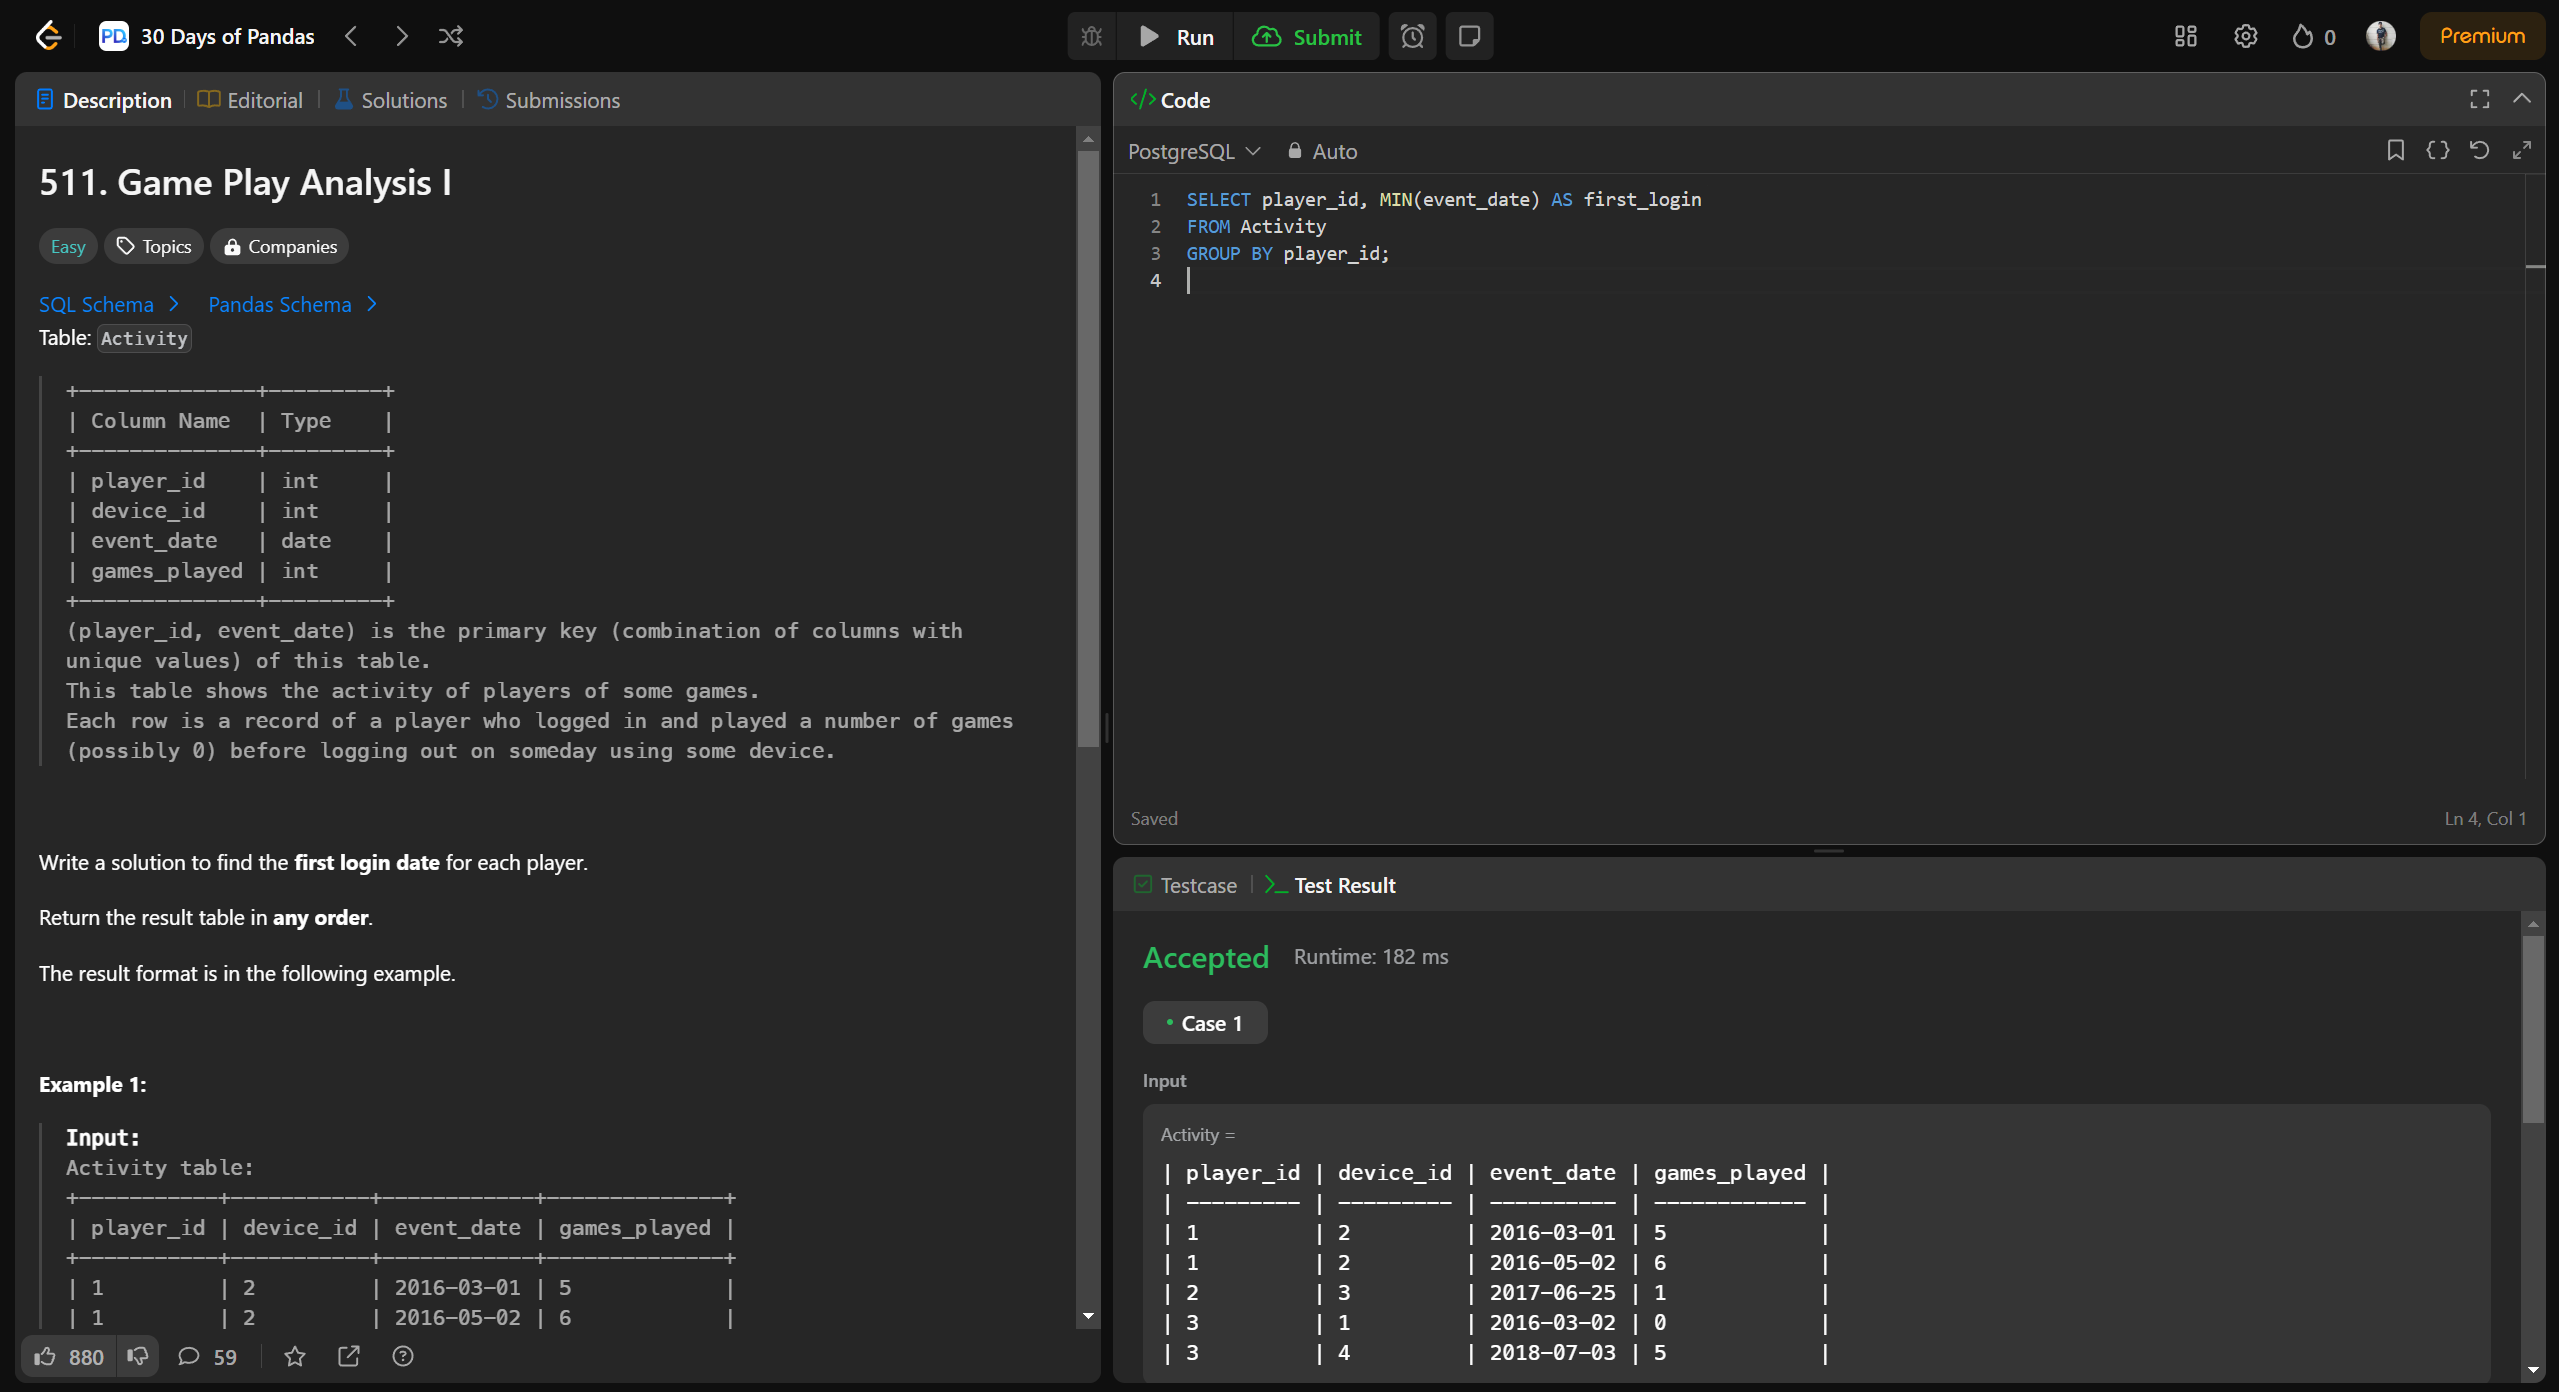 PD 30 Days of Pandas
Run
Submit
0
Premium
Description
Editorial
Solutions
Submissions
511. Game Play Analysis I
Easy
Topics
Companies
SQL Schema
Pandas Schema
Table: Activity
+--------------+---------+
| Column Name  | Type    |
+--------------+---------+
| player_id    | int     |
| device_id    | int     |
| event_date   | date    |
| games_played | int     |
+--------------+---------+
(player_id, event_date) is the primary key (combination of columns with
unique values) of this table.
This table shows the activity of players of some games.
Each row is a record of a player who logged in and played a number of games
(possibly 0) before logging out on someday using some device.
Write a solution to find the first login date for each player.
Return the result table in any order.
The result format is in the following example.
Example 1:
Input:
Activity table:
+-----------+-----------+------------+--------------+
| player_id | device_id | event_date | games_played |
+-----------+-----------+------------+--------------+
| 1         | 2         | 2016-03-01 | 5            |
| 1         | 2         | 2016-05-02 | 6            |
880
59
</> Code
PostgreSQL
Auto
1 SELECT player_id, MIN(event_date) AS first_login
2 FROM Activity
3 GROUP BY player_id;
4
Saved
Ln 4, Col 1
Testcase
Test Result
Accepted
Runtime: 182 ms
Case 1
Input
Activity =
| player_id | device_id | event_date | games_played |
| --------- | --------- | ---------- | ------------ |
| 1         | 2         | 2016-03-01 | 5            |
| 1         | 2         | 2016-05-02 | 6            |
| 2         | 3         | 2017-06-25 | 1            |
| 3         | 1         | 2016-03-02 | 0            |
| 3         | 4         | 2018-07-03 | 5            |